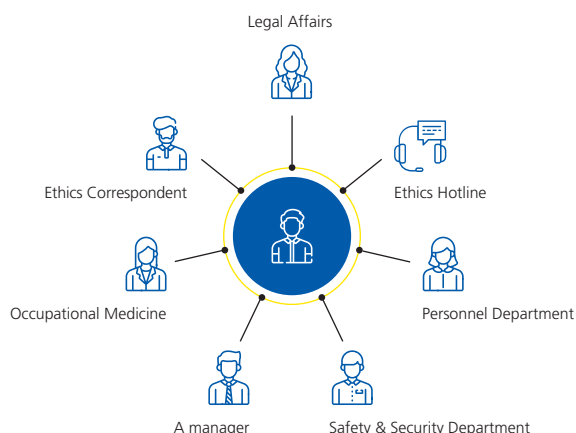 Legal Affairs
Ethics Correspondent
Ethics Hotline
Occupational Medicine
Personnel Department
A manager
Safety & Security Department